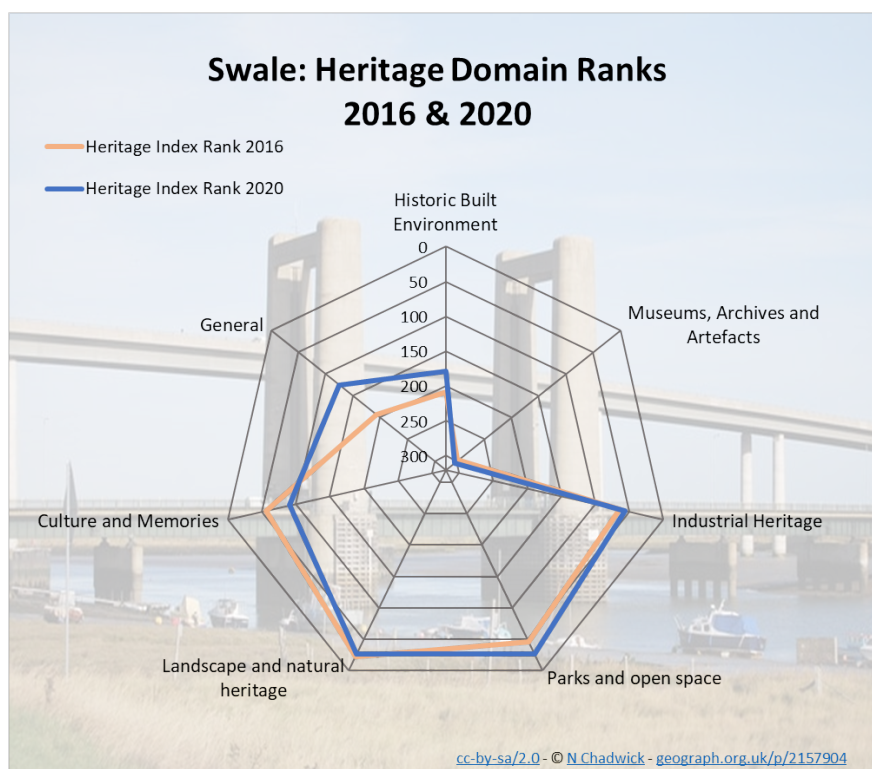 Swale: Heritage Domain Ranks
2016 & 2020
Heritage Index Rank 2016
Heritage Index Rank 2020
Historic Built
Environment
0
50
100
150
200
250
300
Museums, Archives and
Artefacts
General
Culture and Memories
Industrial Heritage
Landscape and natural
heritage
Parks and open space
cc-by-sa/2.0 - © N Chadwick - geograph.org.uk/p/2157904